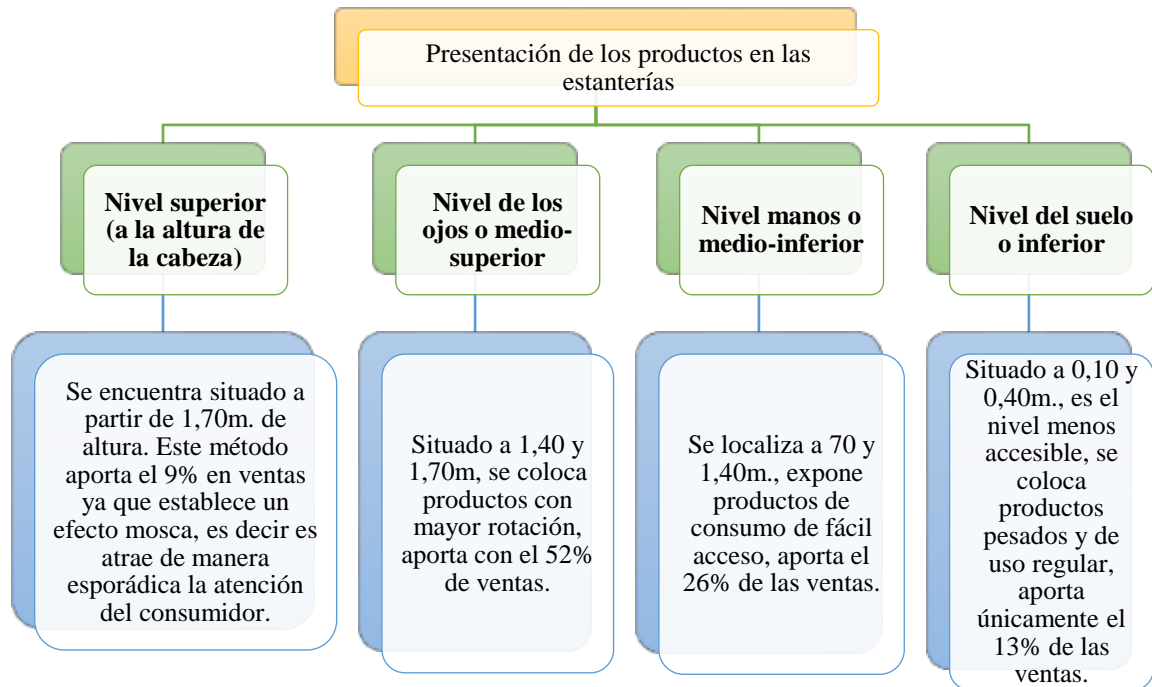 Presentación de los productos en las
estanterías
Nivel superior
(a la altura de
la cabeza)
Nivel de los
ojos o medio-
superior
Nivel manos o
medio-inferior
Nivel del suelo
o inferior
Se encuentra situado a
partir de 1,70m. de
altura. Este método
aporta el 9% en ventas
ya que establece un
efecto mosca, es decir es
atrae de manera
esporádica la atención
del consumidor.
Situado a 1,40 y
1,70m, se coloca
productos con
mayor rotación,
aporta con el 52%
de ventas.
Se localiza a 70 y
1,40m., expone
productos de
consumo de fácil
acceso, aporta el
26% de las ventas.
Situado a 0,10 y
0,40m., es el
nivel menos
accesible, se
coloca
productos
pesados y de
uso regular,
aporta
únicamente el
13% de las
ventas.